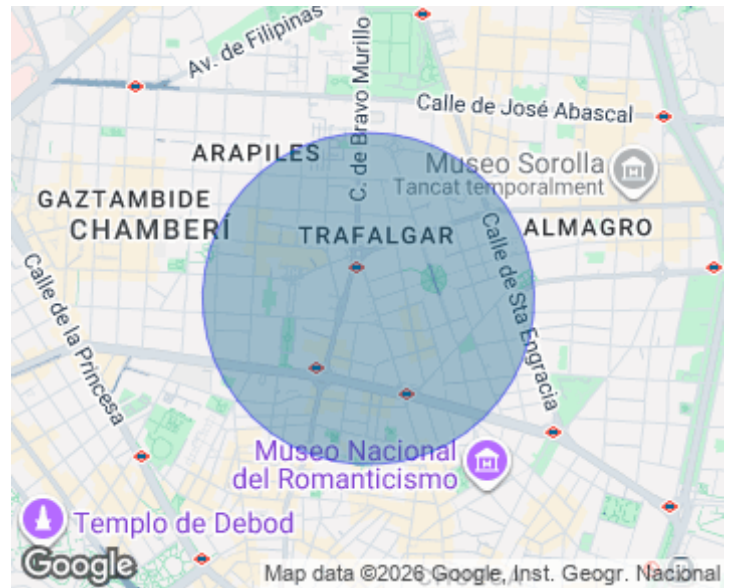 Av. de Filipinas
C. de Bravo Murillo
Calle de José Abascal
ARAPILES
Museo Sorolla
Tancat temporalment
GAZTAMBIDE
CHAMBERÍ
TRAFALGAR
ALMAGRO
Calle de la Princesa
Calle de Sta Engracia
Museo Nacional
del Romanticismo
Templo de Debod
Google
Map data ©2026 Google, Inst. Geogr. Nacional